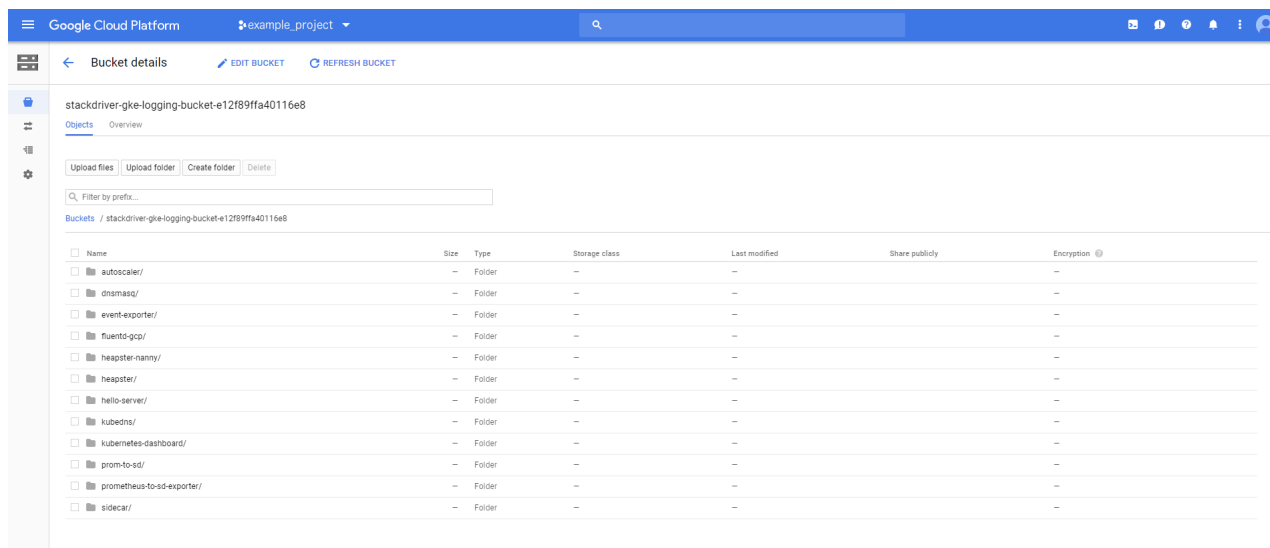 Google Cloud Platform example_project
Bucket details EDIT BUCKET REFRESH BUCKET
stackdriver-gke-logging-bucket-e12f89ffa40116e8
Objects Overview
Upload files Upload folder Create folder Delete
Filter by prefix...
Buckets / stackdriver-gke-logging-bucket-e12f89ffa40116e8
Name Size Type Storage class Last modified Share publicly Encryption
autoscaler/ — Folder — — —
dnsmasq/ — Folder — — —
event-exporter/ — Folder — — —
fluentd-gcp/ — Folder — — —
heapster-nanny/ — Folder — — —
heapster/ — Folder — — —
hello-server/ — Folder — — —
kubedns/ — Folder — — —
kubernetes-dashboard/ — Folder — — —
prom-to-sd/ — Folder — — —
prometheus-to-sd-exporter/ — Folder — — —
sidecar/ — Folder — — —